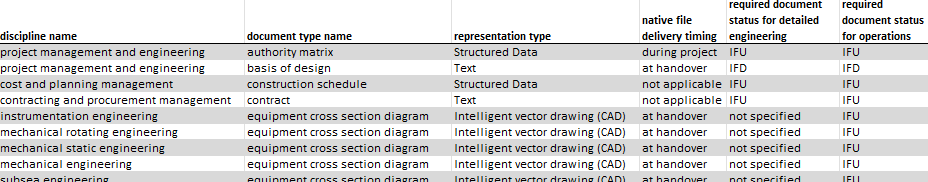 required document required
native file status for detailed document status
discipline name document type name representation type delivery timing engineering for operations
project management and engineering authority matrix Structured Data during project IFU IFU
project management and engineering basis of design Text at handover IFD IFD
cost and planning management construction schedule Structured Data not applicable IFU IFU
contracting and procurement management contract Text not applicable IFU IFU
instrumentation engineering equipment cross section diagram Intelligent vector drawing (CAD) at handover not specified IFU
mechanical rotating engineering equipment cross section diagram Intelligent vector drawing (CAD) at handover not specified IFU
mechanical static engineering equipment cross section diagram Intelligent vector drawing (CAD) at handover not specified IFU
mechanical engineering equipment cross section diagram Intelligent vector drawing (CAD) at handover not specified IFU
subsea engineering equipment cross section diagram Intelligent vector drawing (CAD) at handover not specified IFU